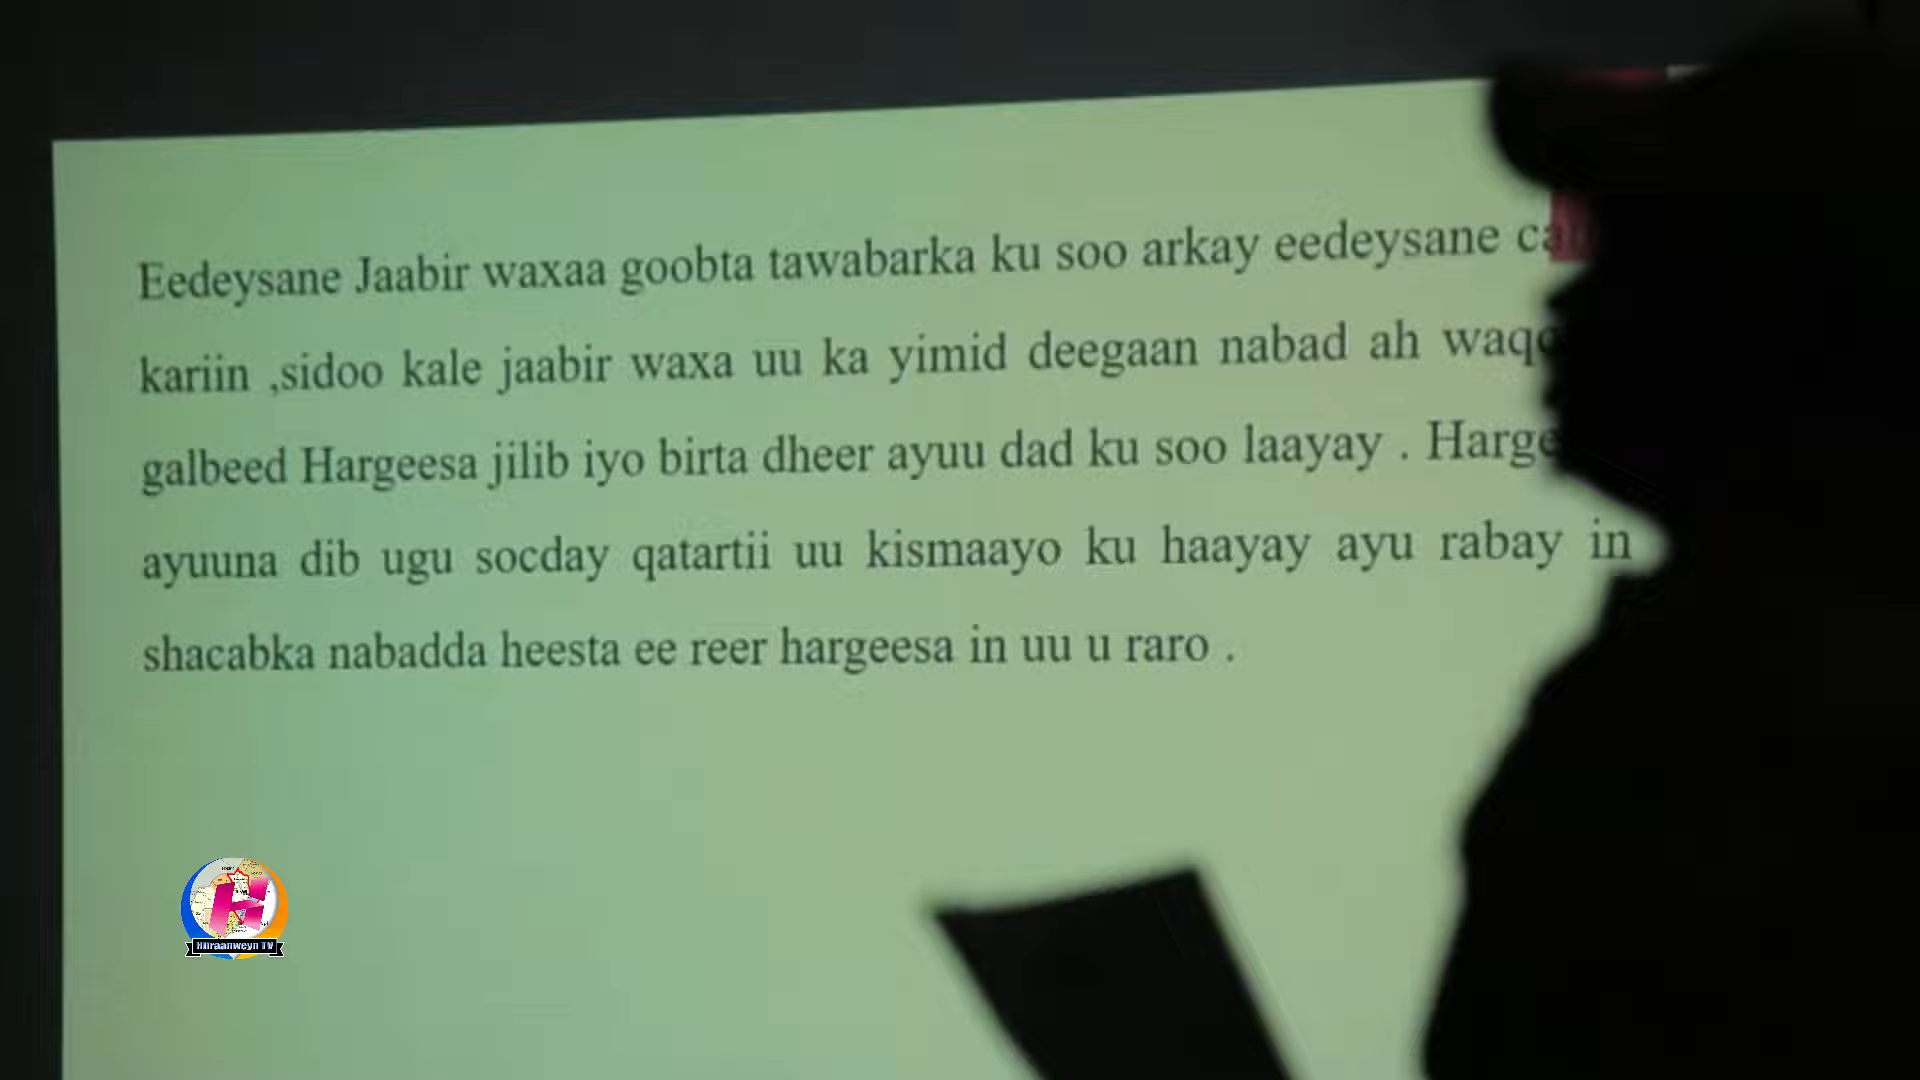 Eedeysane Jaabir waxaa goobta tawabarka ku soo arkay eedeysane
kariin ,sidoo kale jaabir waxa uu ka yimid deegaan nabad ah
galbeed Hargeesa jilib iyo birta dheer ayuu dad ku soo laayay .
ayuuna dib ugu socday qatartii uu kismaayo ku haayay ayu rabay in
shacabka nabadda heesta ee reer hargeesa in uu u raro .
Hiiraanweyn TV